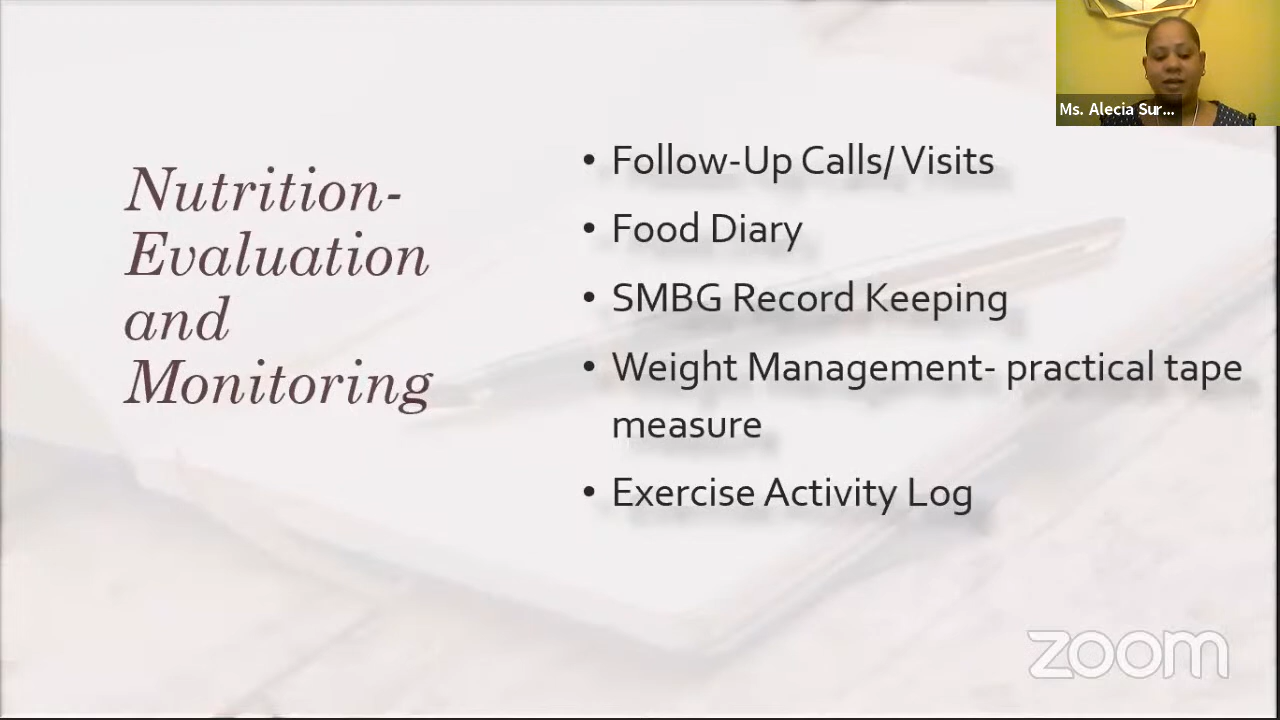 Nutrition-
Evaluation
and
Monitoring
• Follow-Up Calls/ Visits
• Food Diary
• SMBG Record Keeping
• Weight Management- practical tape
measure
• Exercise Activity Log
Ms. Alecia Sur...
zoom